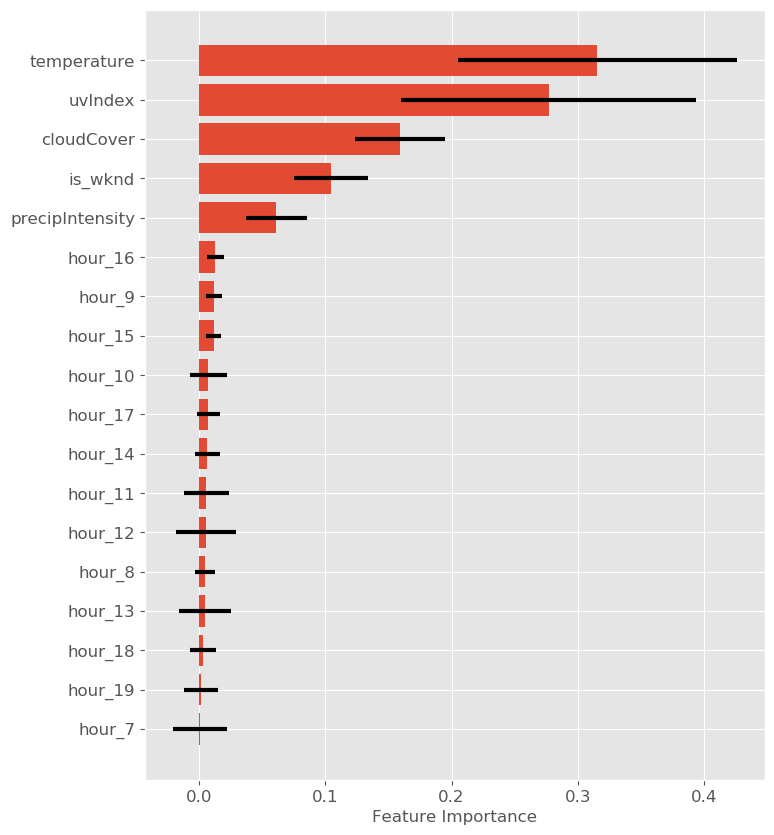 temperature
uvIndex
cloudCover
is_wknd
precipIntensity
hour_16
hour_9
hour_15
hour_10
hour_17
hour_14
hour_11
hour_12
hour_8
hour_13
hour_18
hour_19
hour_7
0.0 0.1 0.2 0.3 0.4
Feature Importance